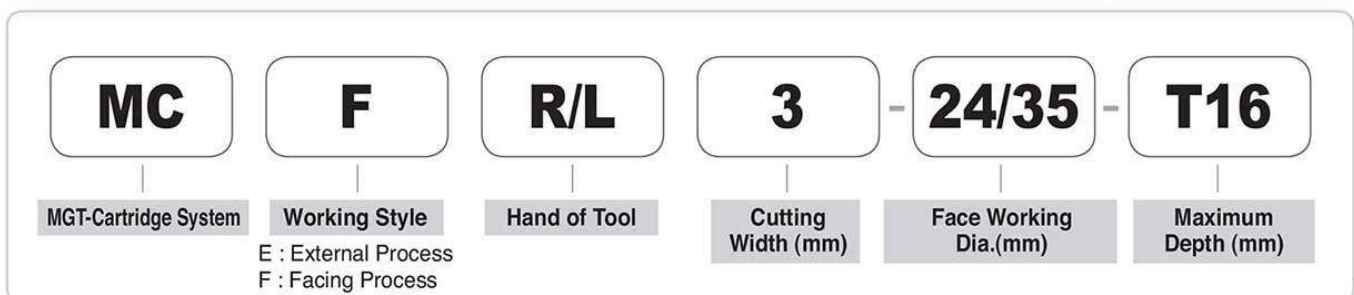 MC F R/L 3 - 24/35 - T16
MGT-Cartridge System
Working Style
E : External Process
F : Facing Process
Hand of Tool
Cutting
Width (mm)
Face Working
Dia.(mm)
Maximum
Depth (mm)